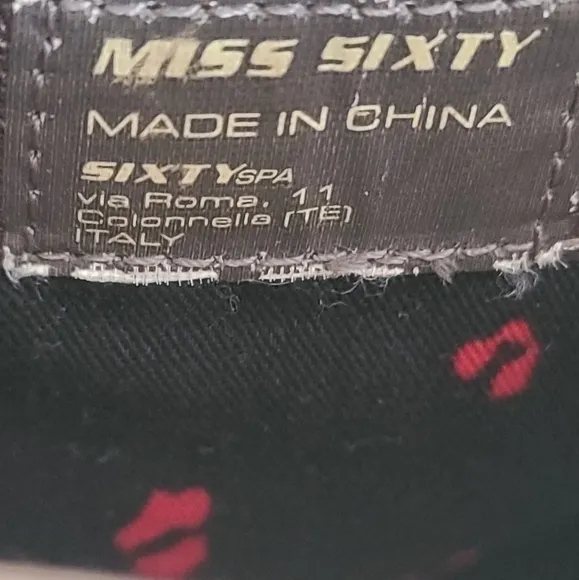 MISS SIXTY
MADE IN CHINA
SIXTYSPA
via Roma. 11
Colonnella (TE)
ITALY